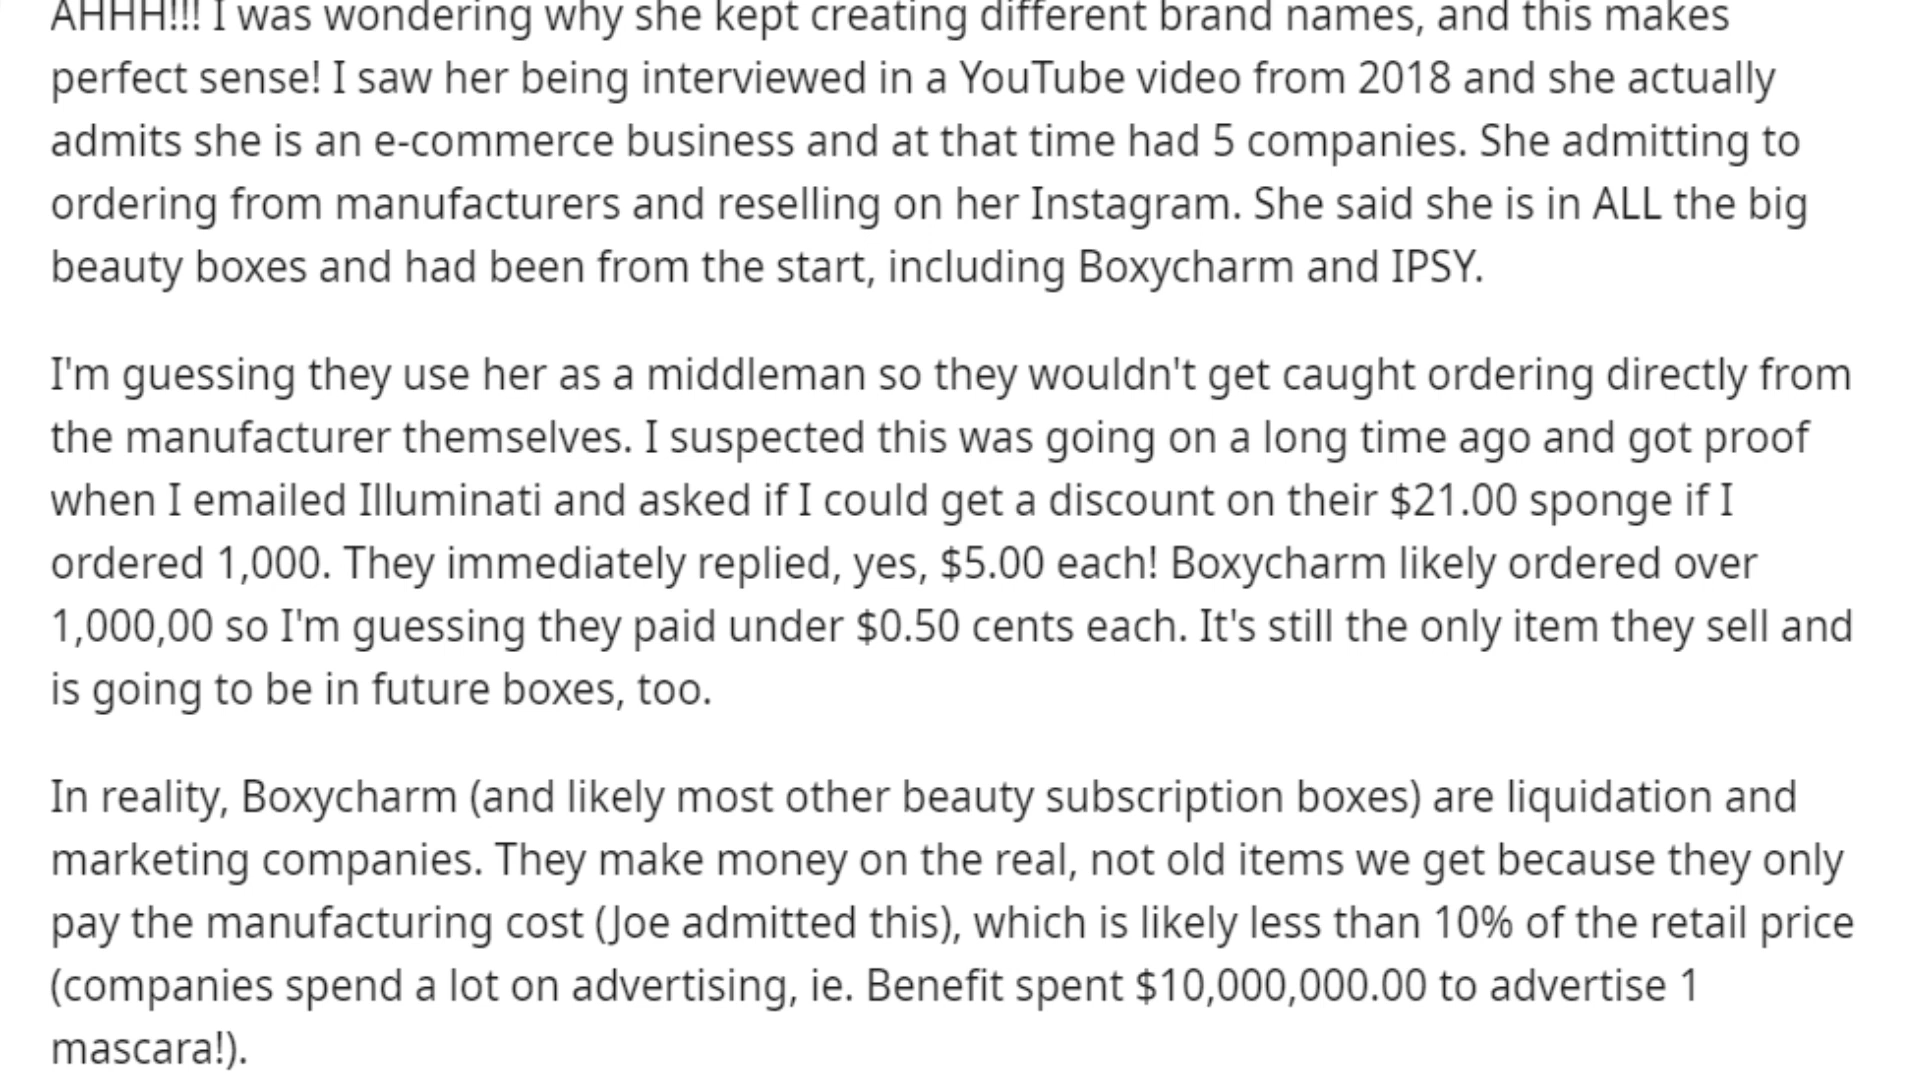 AHHH!!! I was wondering why she kept creating different brand names, and this makes
perfect sense! I saw her being interviewed in a YouTube video from 2018 and she actually
admits she is an e-commerce business and at that time had 5 companies. She admitting to
ordering from manufacturers and reselling on her Instagram. She said she is in ALL the big
beauty boxes and had been from the start, including Boxycharm and IPSY.
I'm guessing they use her as a middleman so they wouldn't get caught ordering directly from
the manufacturer themselves. I suspected this was going on a long time ago and got proof
when I emailed Illuminati and asked if I could get a discount on their $21.00 sponge if I
ordered 1,000. They immediately replied, yes, $5.00 each! Boxycharm likely ordered over
1,000,00 so I'm guessing they paid under $0.50 cents each. It's still the only item they sell and
is going to be in future boxes, too.
In reality, Boxycharm (and likely most other beauty subscription boxes) are liquidation and
marketing companies. They make money on the real, not old items we get because they only
pay the manufacturing cost (Joe admitted this), which is likely less than 10% of the retail price
(companies spend a lot on advertising, ie. Benefit spent $10,000,000.00 to advertise 1
mascara!).